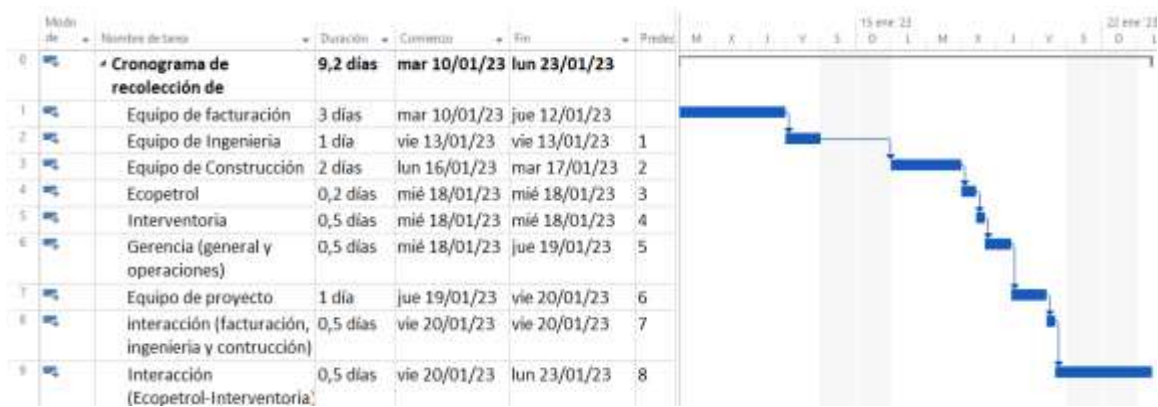 Modo
de
Nombre de tarea
Duración
Comienzo
Fin
Predec
15 ene '23
22 ene '23
M X J V S D L M X J V S D L
0 Cronograma de 9,2 días mar 10/01/23 lun 23/01/23
recolección de
1 Equipo de facturación 3 días mar 10/01/23 jue 12/01/23
2 Equipo de Ingenieria 1 día vie 13/01/23 vie 13/01/23 1
3 Equipo de Construcción 2 días lun 16/01/23 mar 17/01/23 2
4 Ecopetrol 0,2 días mié 18/01/23 mié 18/01/23 3
5 Interventoria 0,5 días mié 18/01/23 mié 18/01/23 4
6 Gerencia (general y 0,5 días mié 18/01/23 jue 19/01/23 5
operaciones)
7 Equipo de proyecto 1 día jue 19/01/23 vie 20/01/23 6
8 interacción (facturación, 0,5 días vie 20/01/23 vie 20/01/23 7
ingenieria y contrucción)
9 Interacción 0,5 días vie 20/01/23 lun 23/01/23 8
(Ecopetrol-Interventoria)